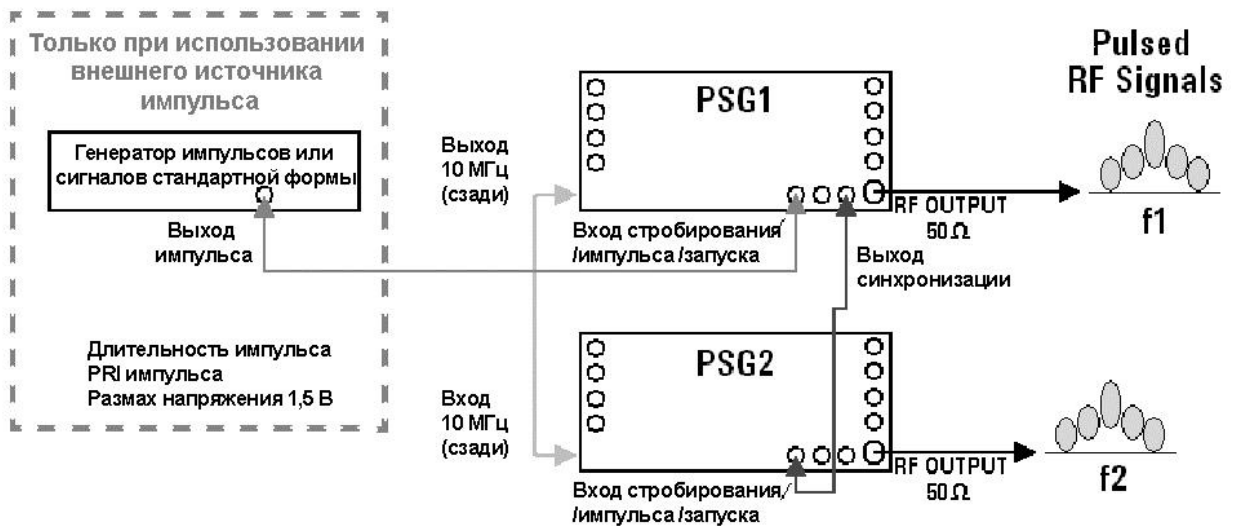 Только при использовании
внешнего источника
импульса
Генератор импульсов или
сигналов стандартной формы
Выход
импульса
Длительность импульса
PRI импульса
Размах напряжения 1,5 В
Выход
10 МГц
(сзади)
PSG1
Вход стробирования/
/импульса /запуска
RF OUTPUT
50 Ω
Выход
синхронизации
Pulsed
RF Signals
f1
Вход
10 МГц
(сзади)
PSG2
Вход стробирования/
/импульса /запуска
RF OUTPUT
50 Ω
f2